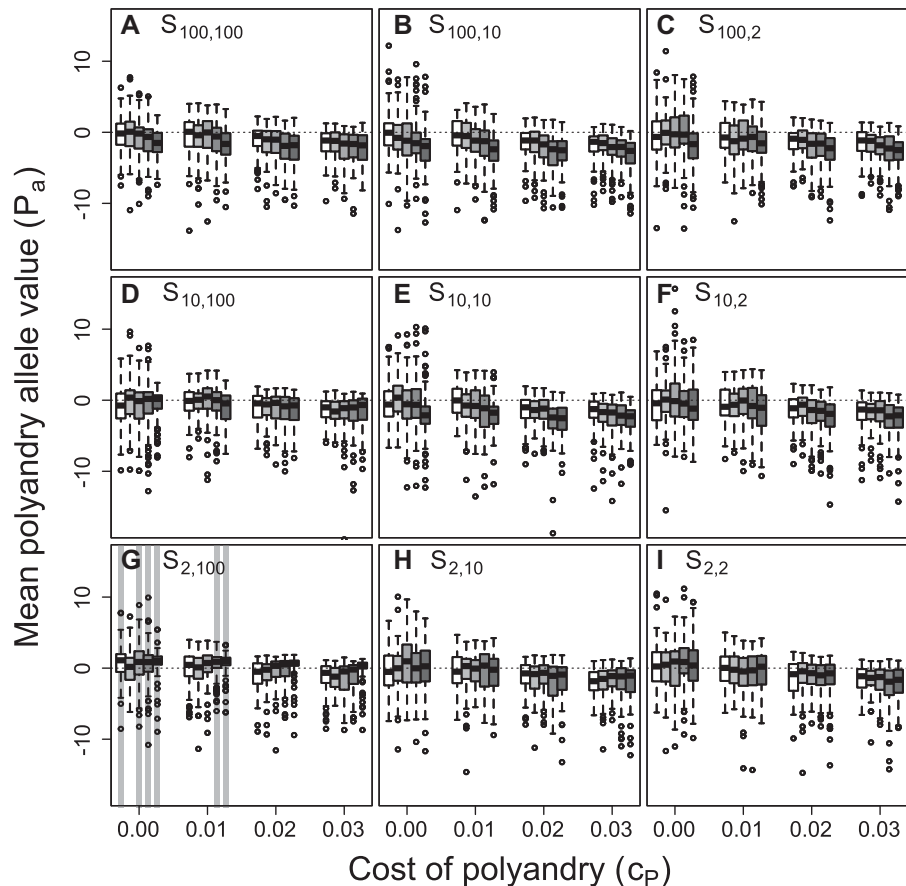 A S100,100
B S100,10
C S100,2
10
0
-10
D S10,100
E S10,10
F S10,2
10
0
-10
G S2,100
H S2,10
I S2,2
10
0
-10
0.00 0.01 0.02 0.03
0.00 0.01 0.02 0.03
0.00 0.01 0.02 0.03
Mean polyandry allele value (Pa)
Cost of polyandry (cP)